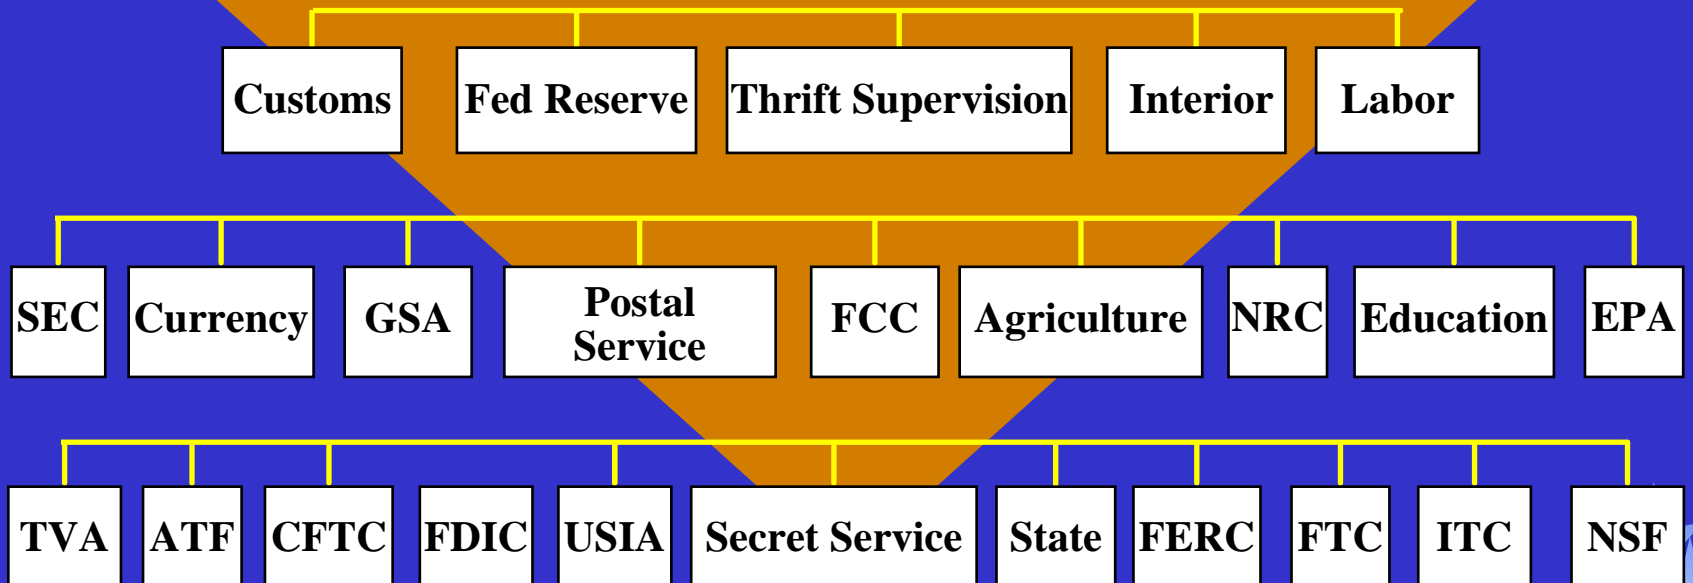 Customs Fed Reserve Thrift Supervision Interior Labor
SEC Currency GSA Postal Service FCC Agriculture NRC Education EPA
TVA ATF CFTC FDIC USIA Secret Service State FERC FTC ITC NSF